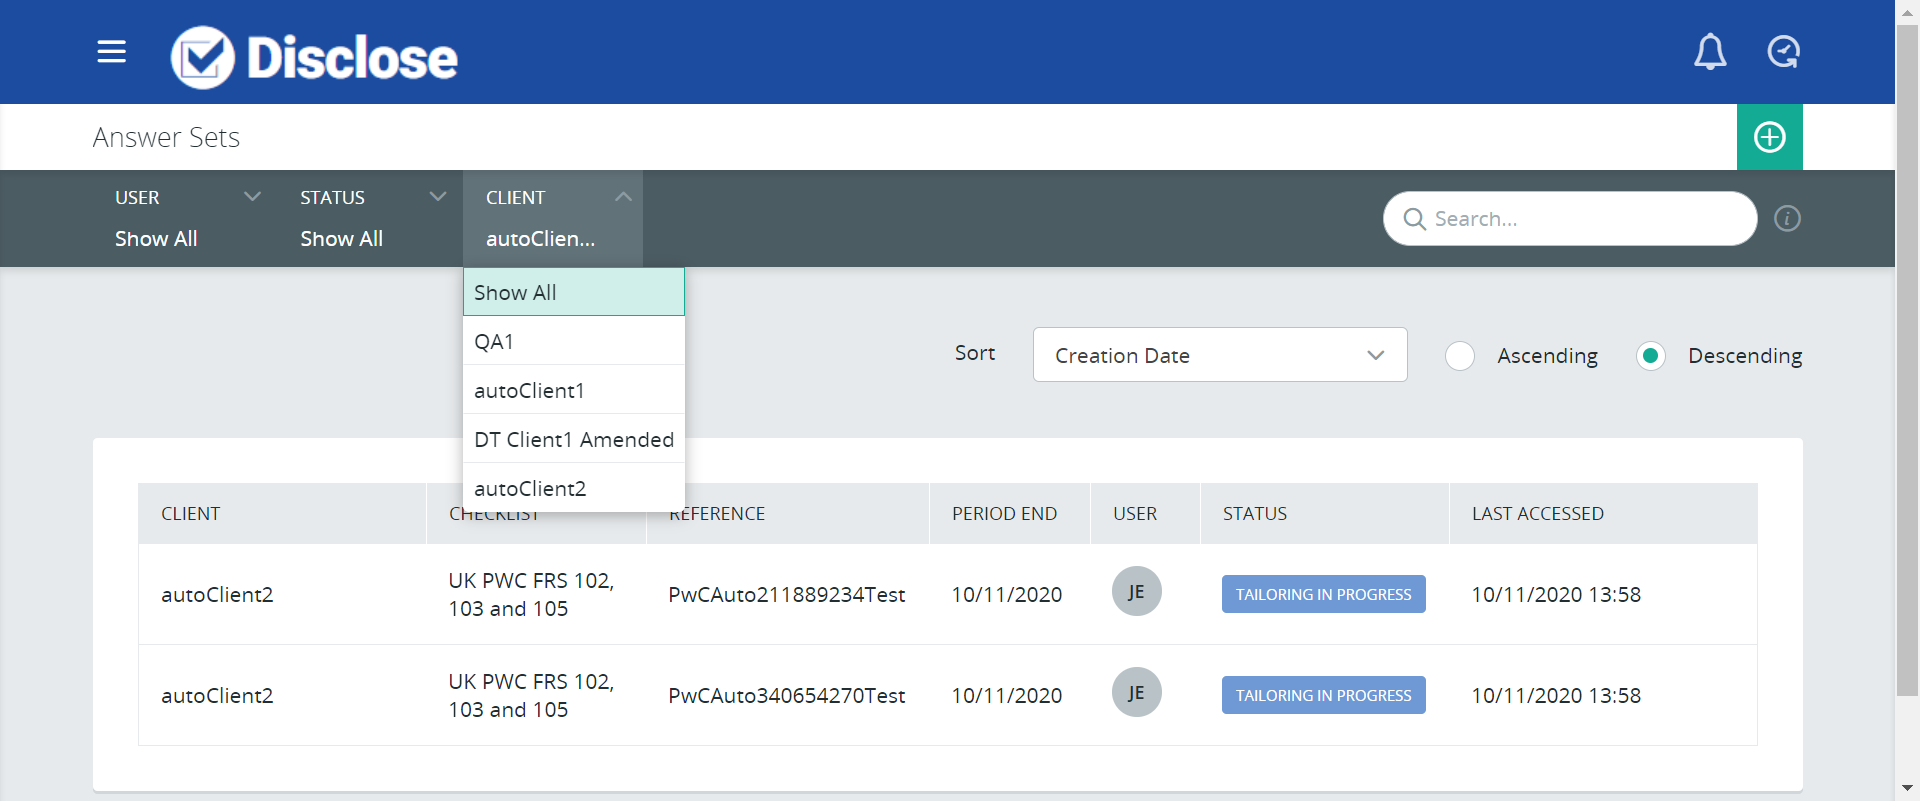 Disclose
Answer Sets
USER
Show All
STATUS
Show All
CLIENT
autoClien...
Search...
Show All
QA1
autoClient1
DT Client1 Amended
autoClient2
Sort
Creation Date
Ascending
Descending
CLIENT
CHECKLIST
REFERENCE
PERIOD END
USER
STATUS
LAST ACCESSED
autoClient2
UK PWC FRS 102,
103 and 105
PwCAuto211889234Test
10/11/2020
JE
TAILORING IN PROGRESS
10/11/2020 13:58
autoClient2
UK PWC FRS 102,
103 and 105
PwCAuto340654270Test
10/11/2020
JE
TAILORING IN PROGRESS
10/11/2020 13:58